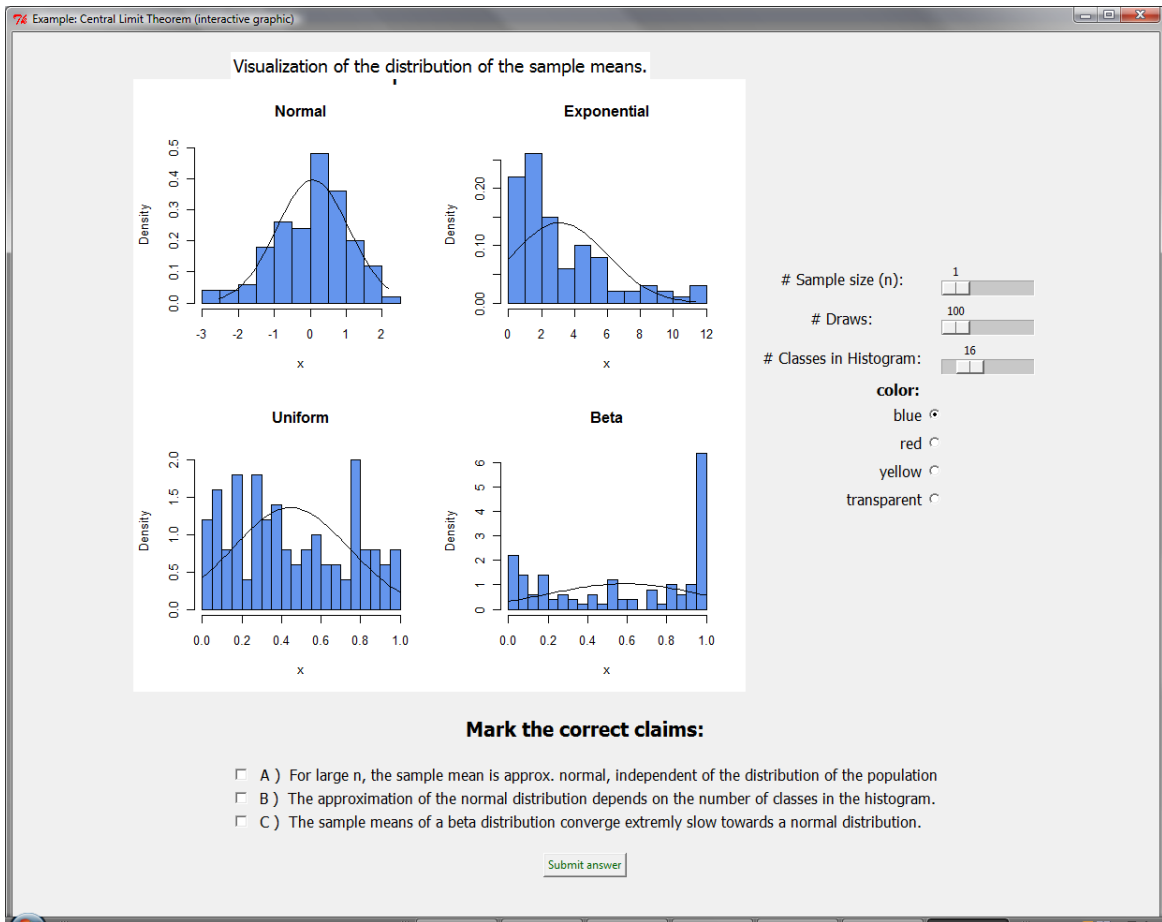 Example: Central Limit Theorem (interactive graphic)
Visualization of the distribution of the sample means.
Normal
Density
0.0 0.1 0.2 0.3 0.4 0.5
-3 -2 -1 0 1 2
x
Exponential
Density
0.00 0.10 0.20
0 2 4 6 8 10 12
x
Uniform
Density
0.0 0.5 1.0 1.5 2.0
0.0 0.2 0.4 0.6 0.8 1.0
x
Beta
Density
0 1 2 3 4 5 6
0.0 0.2 0.4 0.6 0.8 1.0
x
# Sample size (n): 1
# Draws: 100
# Classes in Histogram: 16
color:
blue
red
yellow
transparent
Mark the correct claims:
A ) For large n, the sample mean is approx. normal, independent of the distribution of the population
B ) The approximation of the normal distribution depends on the number of classes in the histogram.
C ) The sample means of a beta distribution converge extremly slow towards a normal distribution.
Submit answer